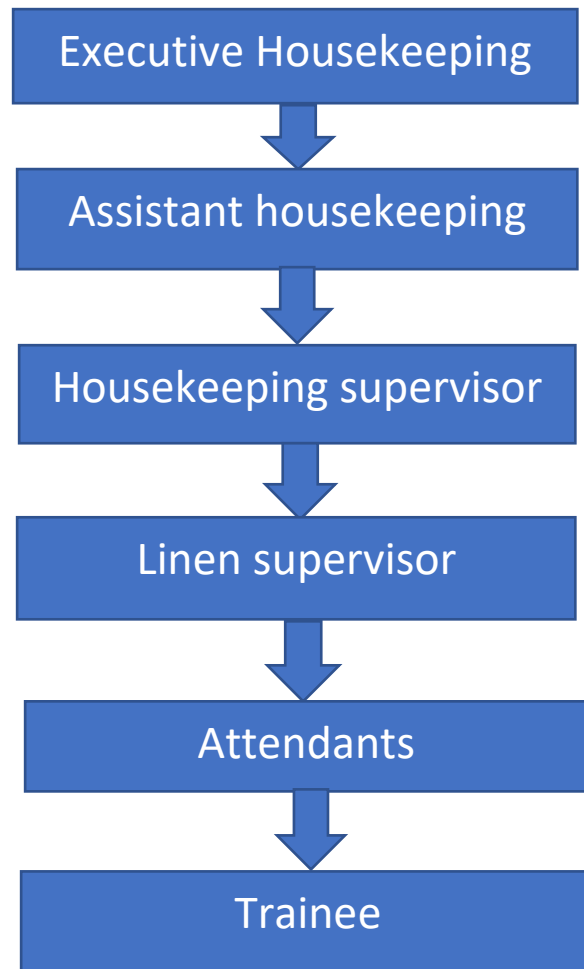 Executive Housekeeping
Assistant housekeeping
Housekeeping supervisor
Linen supervisor
Attendants
Trainee